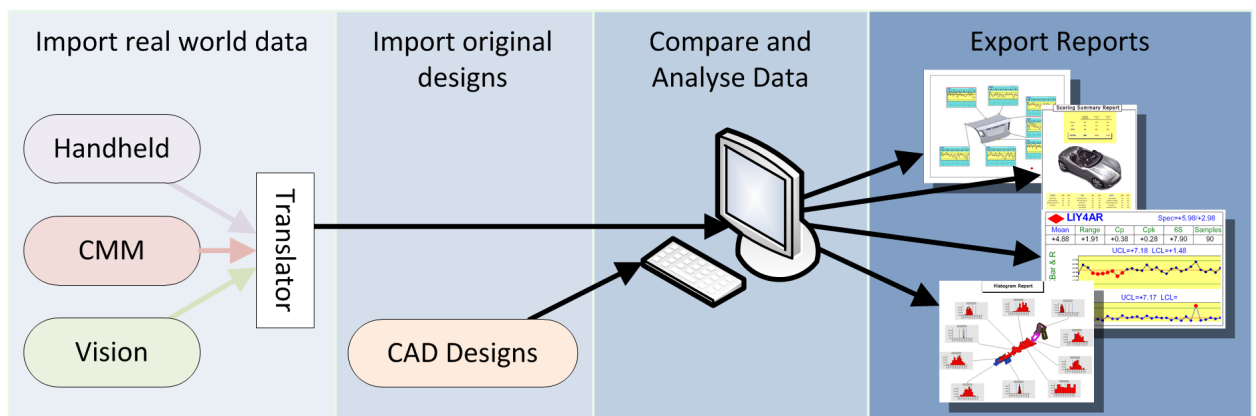 Import real world data
Import original
designs
Compare and
Analyse Data
Export Reports
Handheld
CMM
Vision
Translator
CAD Designs
Scoring Summary Report
LIY4AR
Spec=+5.98/+2.98
Mean Range Cp Cpk 6S Samples
+4.88 +1.91 +0.38 +0.28 +7.90 90
UCL=+7.18 LCL=+1.48
Bar & R
UCL=+7.17 LCL=
Histogram Report